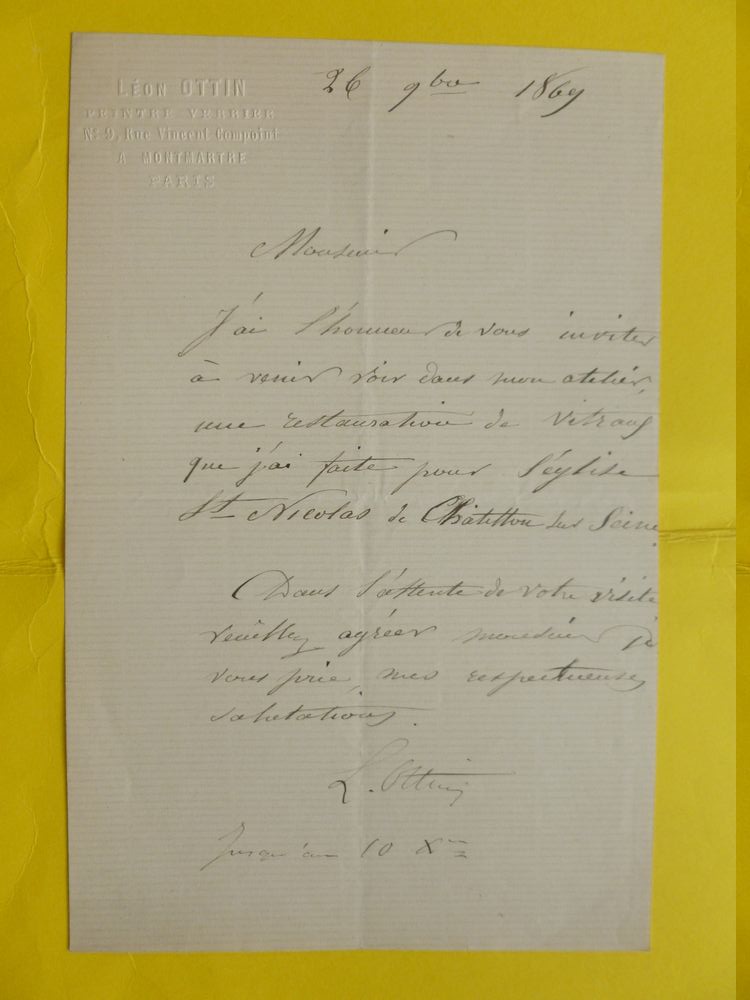 LÉON OTTIN
PEINTRE VERRIER
No 9, Rue Vincent Compoint
A MONTMARTRE
PARIS
26 9bre 1869
Monsieur
J'ai l'honneur de vous inviter
à venir voir dans mon atelier,
une restauration de vitraux
que j'ai faite pour l'église
St Nicolas de Châtillon sur Seine.
Dans l'attente de votre visite
veuillez agréer monsieur je
vous prie, mes respectueuses
salutations.
L. Ottin
Jusqu'au 10 Xbre